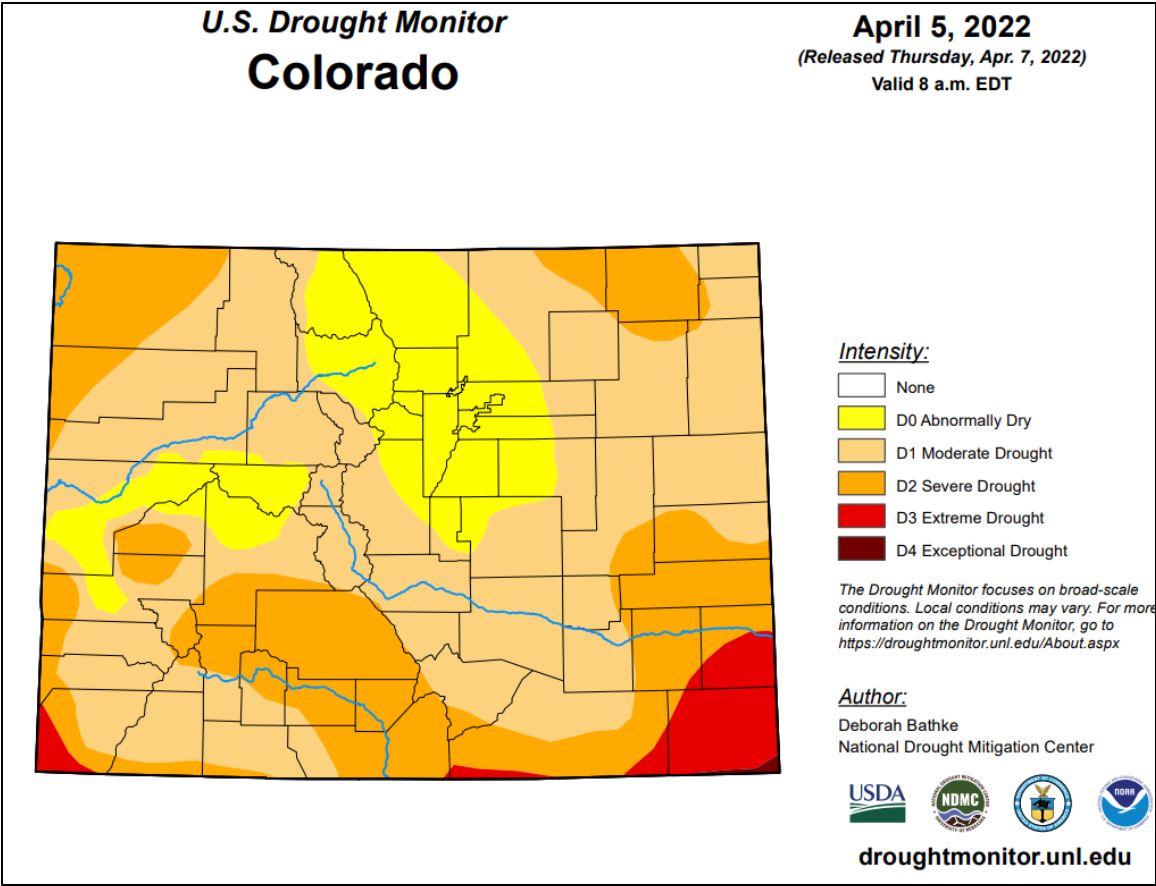 U.S. Drought Monitor
Colorado
April 5, 2022
(Released Thursday, Apr. 7, 2022)
Valid 8 a.m. EDT
Intensity:
None
D0 Abnormally Dry
D1 Moderate Drought
D2 Severe Drought
D3 Extreme Drought
D4 Exceptional Drought
The Drought Monitor focuses on broad-scale
conditions. Local conditions may vary. For more
information on the Drought Monitor, go to
https://droughtmonitor.unl.edu/About.aspx
Author:
Deborah Bathke
National Drought Mitigation Center
USDA
NDMC
NOAA
droughtmonitor.unl.edu